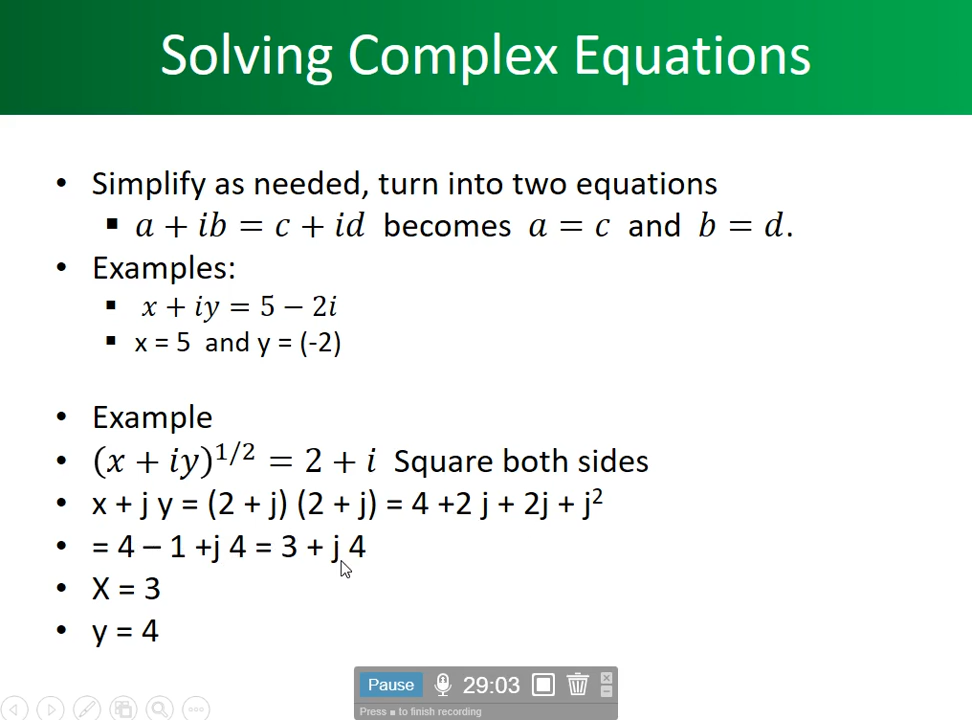 Solving Complex Equations
• Simplify as needed, turn into two equations
▪ a + ib = c + id becomes a = c and b = d.
• Examples:
▪ x + iy = 5 − 2i
▪ x = 5 and y = (-2)
• Example
• (x + iy)^{1/2} = 2 + i Square both sides
• x + j y = (2 + j) (2 + j) = 4 +2 j + 2j + j²
• = 4 – 1 +j 4 = 3 + j 4
• X = 3
• y = 4
Pause 29:03
Press ■ to finish recording